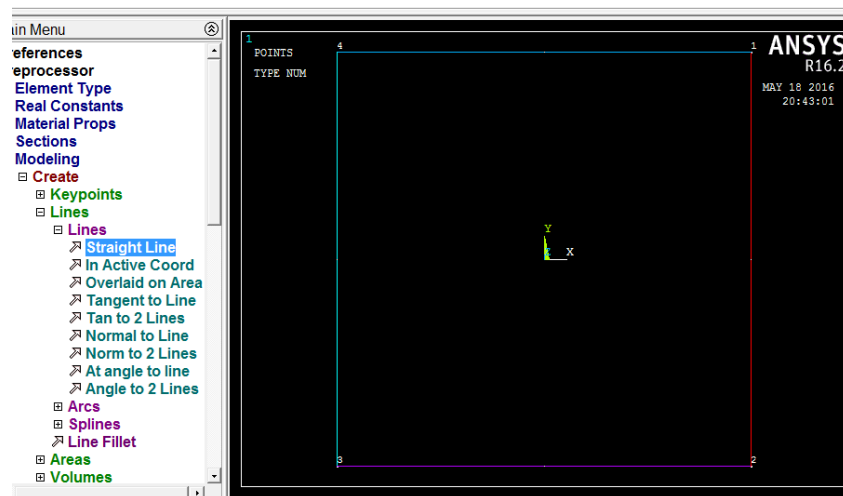 ain Menu
eferences
reprocessor
Element Type
Real Constants
Material Props
Sections
Modeling
Create
Keypoints
Lines
Lines
Straight Line
In Active Coord
Overlaid on Area
Tangent to Line
Tan to 2 Lines
Normal to Line
Norm to 2 Lines
At angle to line
Angle to 2 Lines
Arcs
Splines
Line Fillet
Areas
Volumes
1
POINTS
TYPE NUM
4
1
ANSYS
R16.2
MAY 18 2016
20:43:01
Y
X
3
2